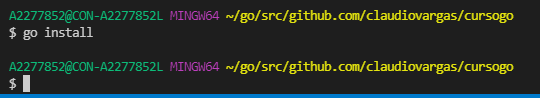 A2277852@CON-A2277852L MINGW64 ~/go/src/github.com/claudiovargas/cursogo
$ go install
A2277852@CON-A2277852L MINGW64 ~/go/src/github.com/claudiovargas/cursogo
$